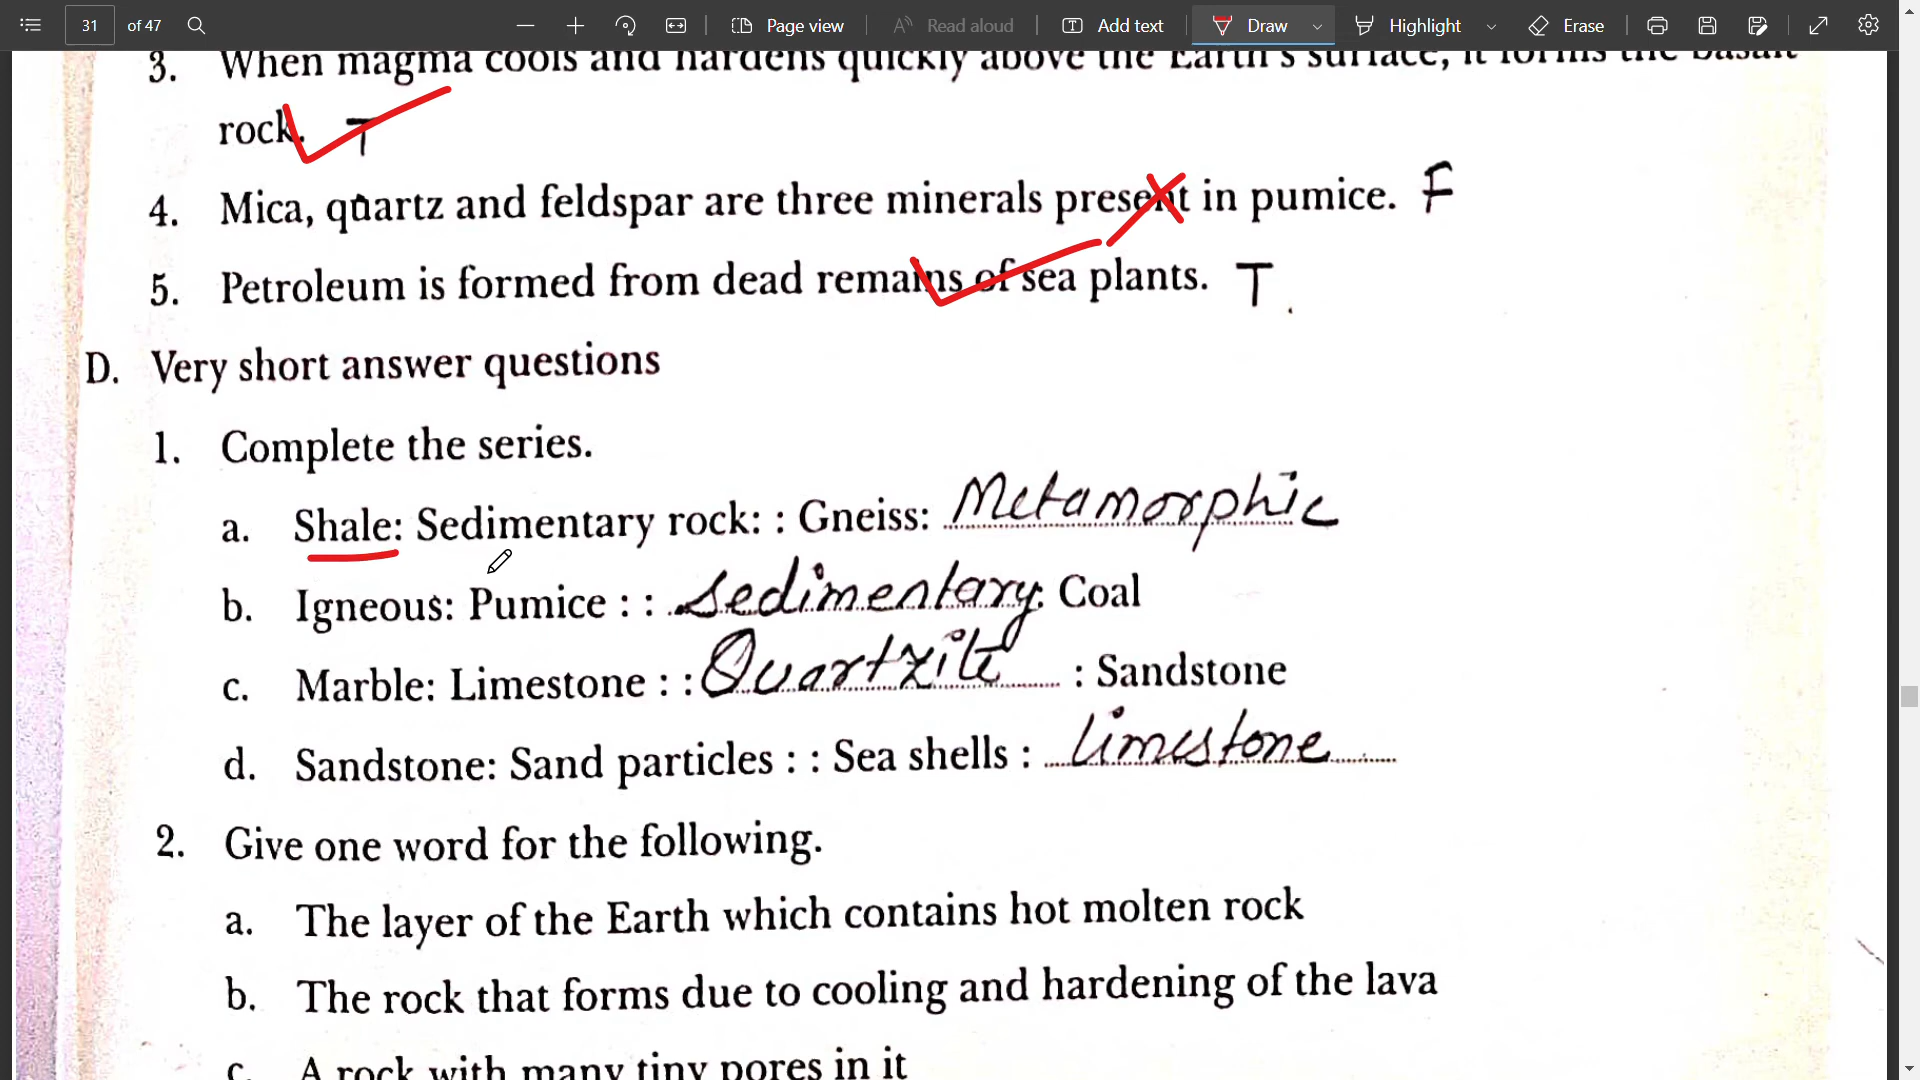 31 of 47 Page view Read aloud Add text Draw Highlight Erase
3. When magma cools and hardens quickly above the Earth's surface, it forms the basalt
rock. T
4. Mica, quartz and feldspar are three minerals present in pumice. F
5. Petroleum is formed from dead remains of sea plants. T
D. Very short answer questions
1. Complete the series.
a. Shale: Sedimentary rock: : Gneiss: Metamorphic
b. Igneous: Pumice : : Sedimentary: Coal
c. Marble: Limestone : : Quartzite : Sandstone
d. Sandstone: Sand particles : : Sea shells : limestone
2. Give one word for the following.
a. The layer of the Earth which contains hot molten rock
b. The rock that forms due to cooling and hardening of the lava
c. A rock with many tiny pores in it